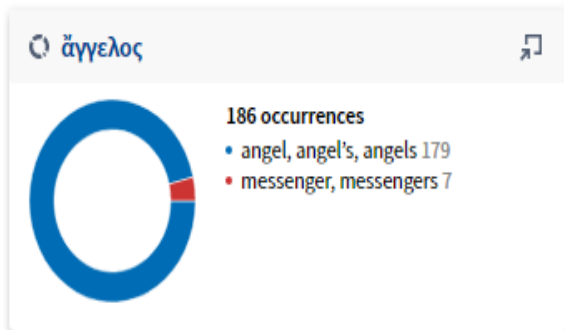 ἄγγελος
186 occurrences
• angel, angel’s, angels 179
• messenger, messengers 7